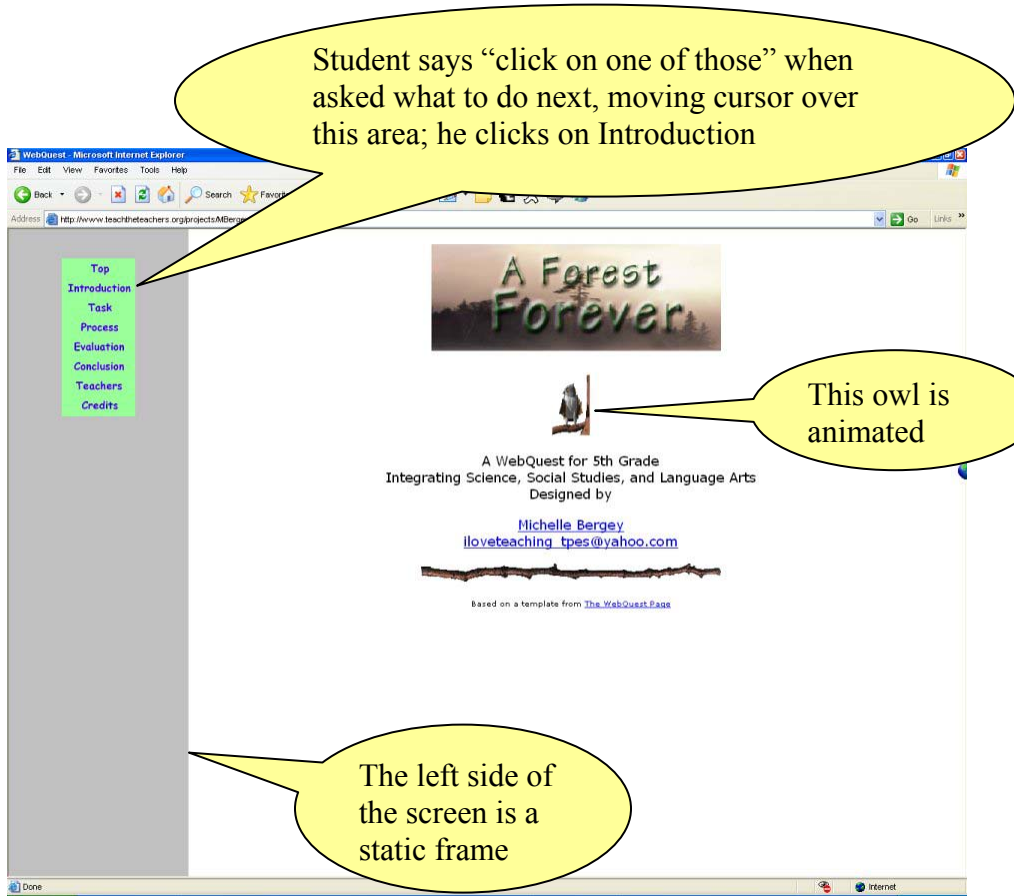 Student says “click on one of those” when
asked what to do next, moving cursor over
this area; he clicks on Introduction
WebQuest - Microsoft Internet Explorer
File Edit View Favorites Tools Help
Back Search
Address http://www.teachtheteachers.org/projects/MBerge
Go Links »
Top
Introduction
Task
Process
Evaluation
Conclusion
Teachers
Credits
A Forest
Forever
This owl is
animated
A WebQuest for 5th Grade
Integrating Science, Social Studies, and Language Arts
Designed by
Michelle Bergey
iloveteaching_tpes@yahoo.com
Based on a template from The WebQuest Page
The left side of
the screen is a
static frame
Done Internet